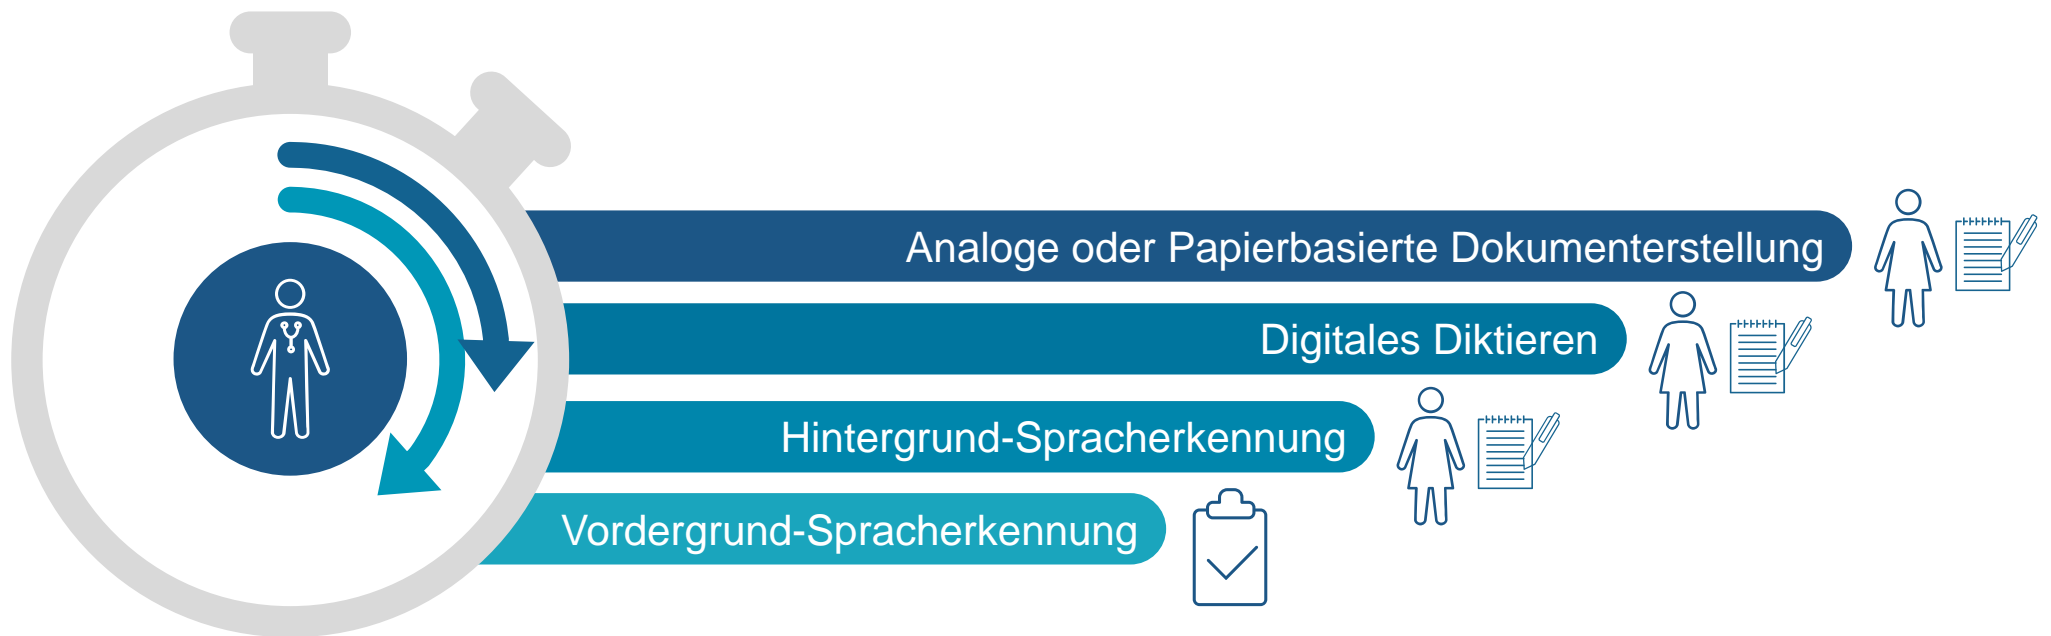 Analoge oder Papierbasierte Dokumenterstellung
Digitales Diktieren
Hintergrund-Spracherkennung
Vordergrund-Spracherkennung